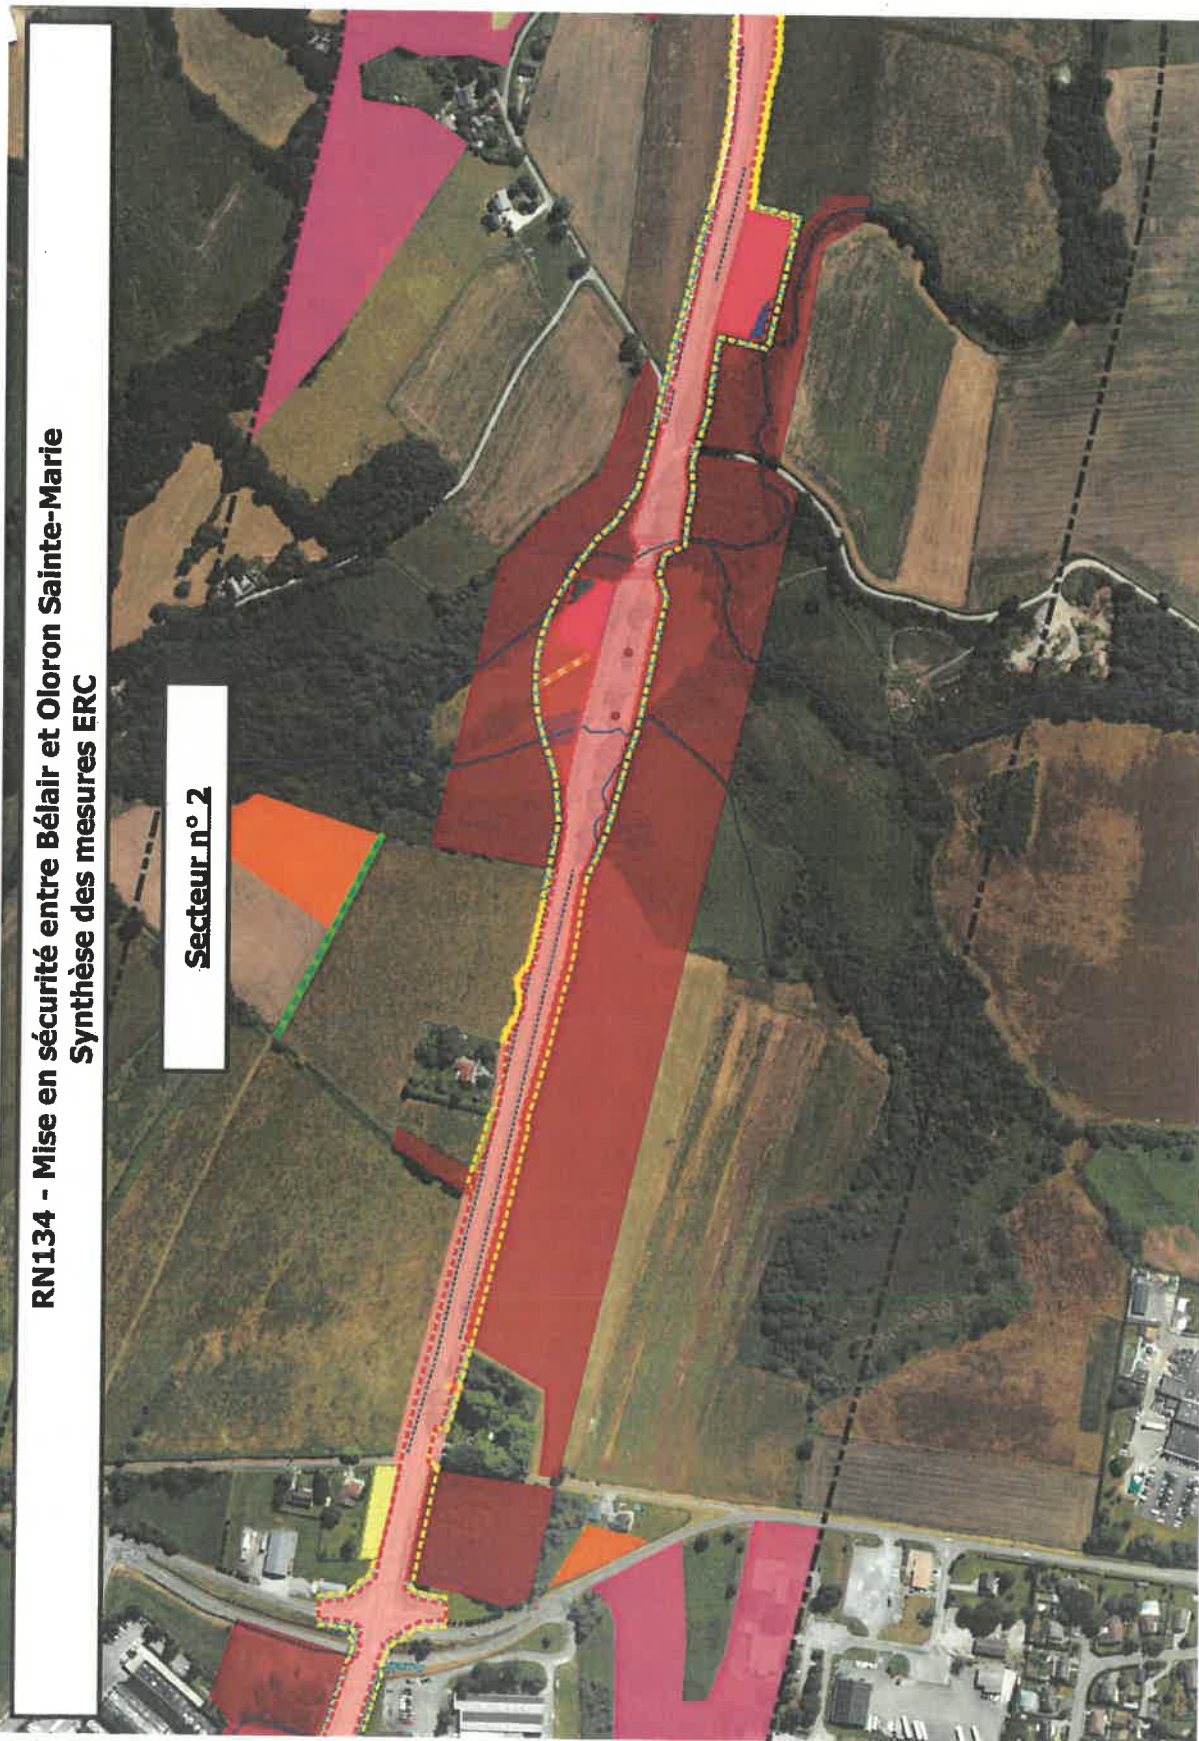 RN134 - Mise en sécurité entre Bélair et Oloron Sainte-Marie
Synthèse des mesures ERC
Secteur n° 2